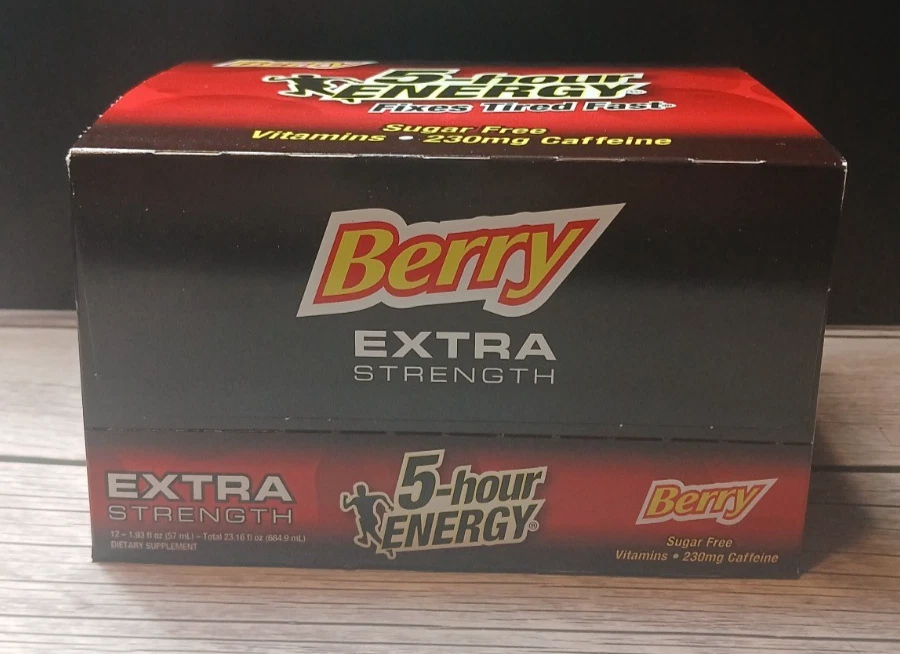 Berry
5-hour
ENERGY®
Fixes Tired Fast®
Sugar Free
Vitamins • 230mg Caffeine
Berry
EXTRA
STRENGTH
EXTRA
STRENGTH
12 – 1.93 fl oz (57 mL) – Total 23.16 fl oz (684.9 mL)
DIETARY SUPPLEMENT
5-hour
ENERGY®
Berry
Sugar Free
Vitamins • 230mg Caffeine